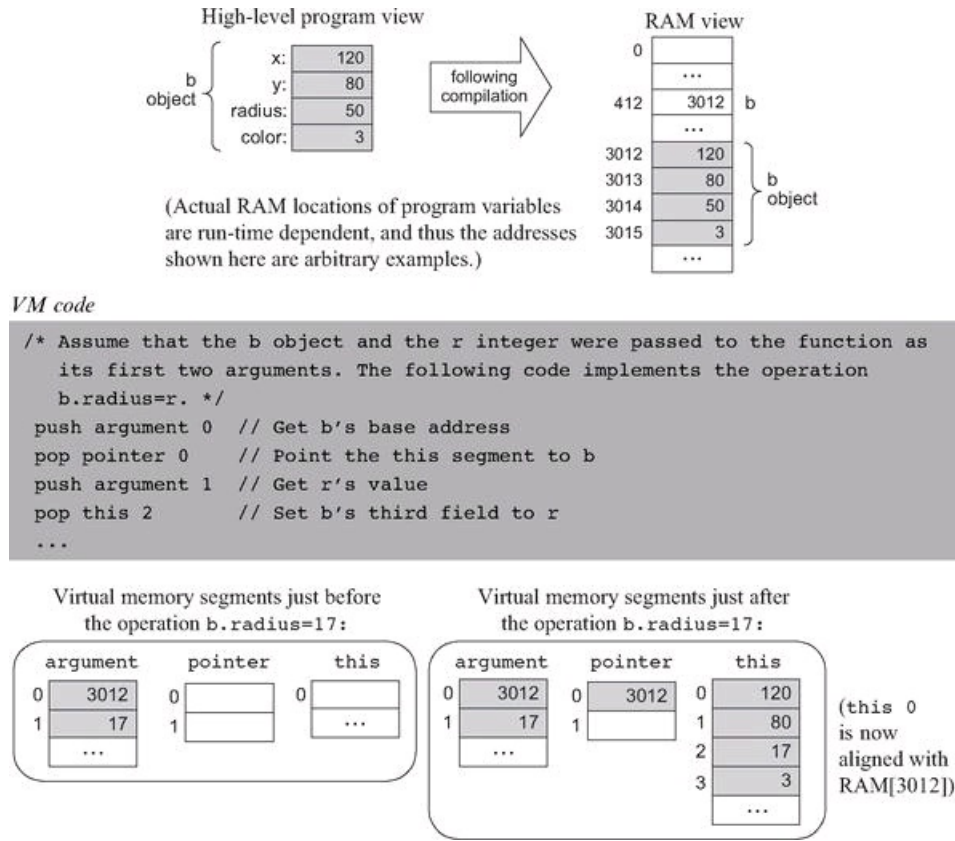 High-level program view
b
object
x: 120
y: 80
radius: 50
color: 3
following
compilation
RAM view
0
...
412 3012 b
...
3012 120
3013 80
3014 50
3015 3
...
b
object
(Actual RAM locations of program variables
are run-time dependent, and thus the addresses
shown here are arbitrary examples.)
VM code
/* Assume that the b object and the r integer were passed to the function as
its first two arguments. The following code implements the operation
b.radius=r. */
push argument 0 // Get b's base address
pop pointer 0 // Point the this segment to b
push argument 1 // Get r's value
pop this 2 // Set b's third field to r
...
Virtual memory segments just before
the operation b.radius=17:
argument pointer this
0 3012 0 0
1 17 1 ...
...
Virtual memory segments just after
the operation b.radius=17:
argument pointer this
0 3012 0 3012 0 120
1 17 1 1 80
... 2 17
3 3
...
(this 0
is now
aligned with
RAM[3012])